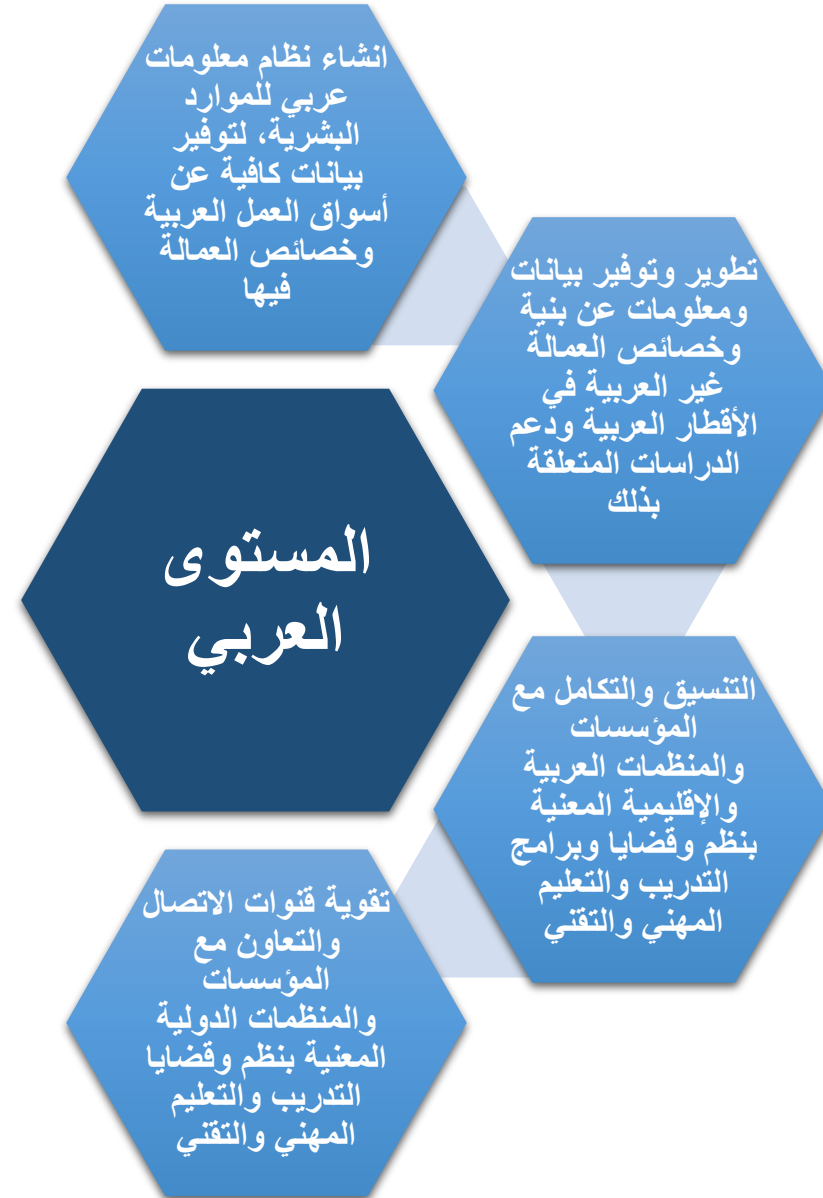 انشاء نظام معلومات
عربي للموارد
البشرية، لتوفير
بيانات كافية عن
أسواق العمل العربية
وخصائص العمالة
فيها
تطوير وتوفير بيانات
ومعلومات عن بنية
وخصائص العمالة
غير العربية في
الأقطار العربية ودعم
الدراسات المتعلقة
بذلك
المستوى
العربي
التنسيق والتكامل مع
المؤسسات
والمنظمات العربية
والإقليمية المعنية
بنظم وقضايا وبرامج
التدريب والتعليم
المهني والتقني
تقوية قنوات الاتصال
والتعاون مع
المؤسسات
والمنظمات الدولية
المعنية بنظم وقضايا
التدريب والتعليم
المهني والتقني